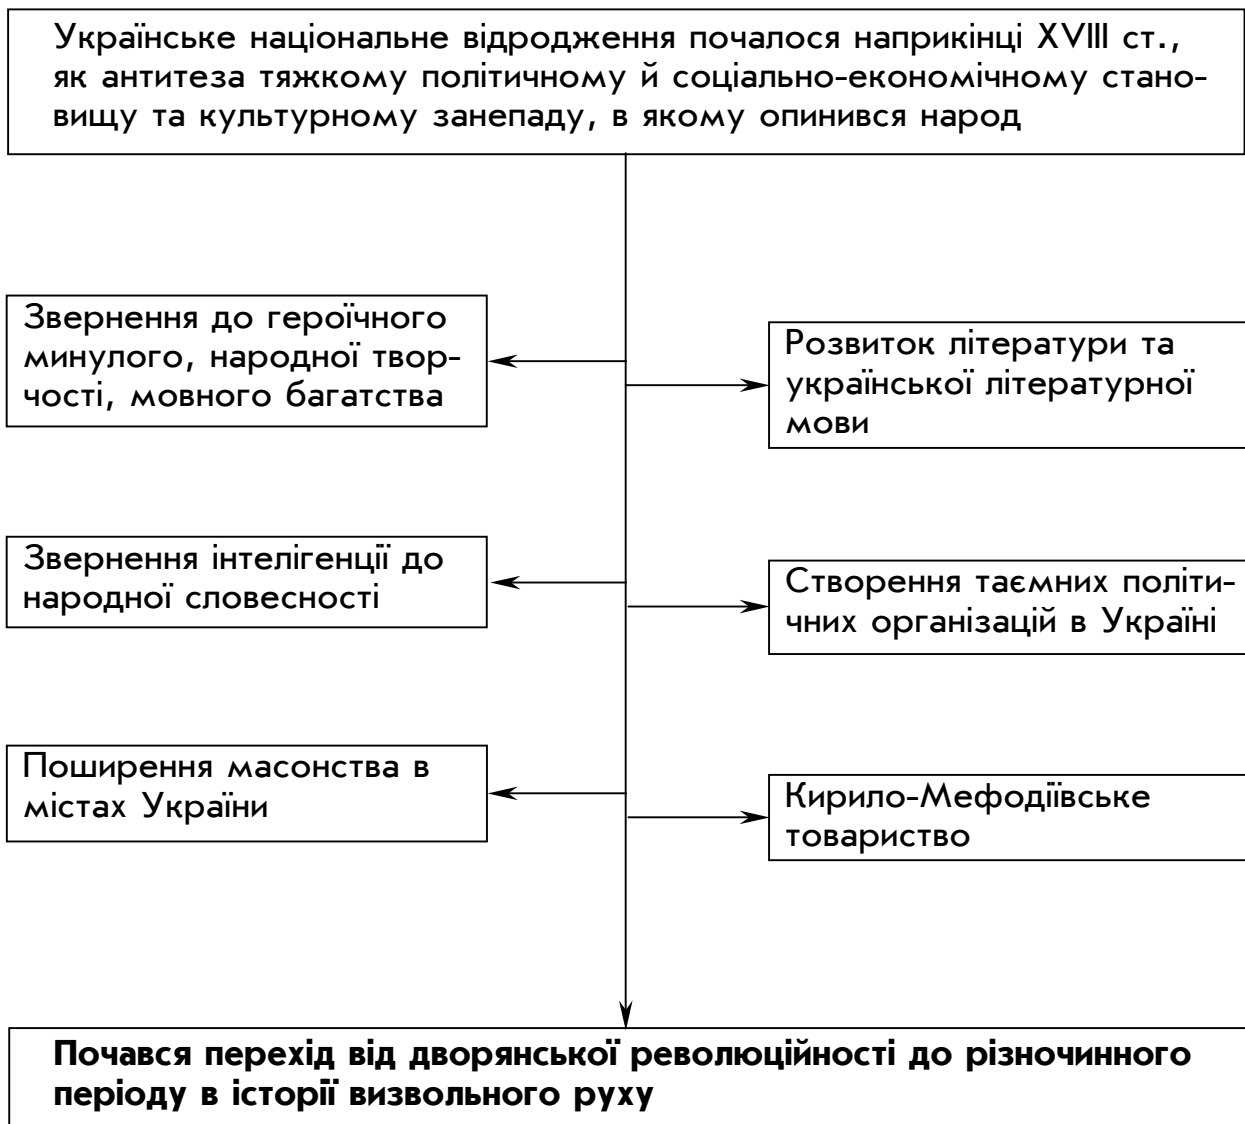 Українське національне відродження почалося наприкінці XVIII ст.,
як антитеза тяжкому політичному й соціально-економічному стано-
вищу та культурному занепаду, в якому опинився народ
Звернення до героїчного
минулого, народної твор-
чості, мовного багатства
Розвиток літератури та
української літературної
мови
Звернення інтелігенції до
народної словесності
Створення таємних політи-
чних організацій в Україні
Поширення масонства в
містах України
Кирило-Мефодіївське
товариство
Почався перехід від дворянської революційності до різночинного
періоду в історії визвольного руху